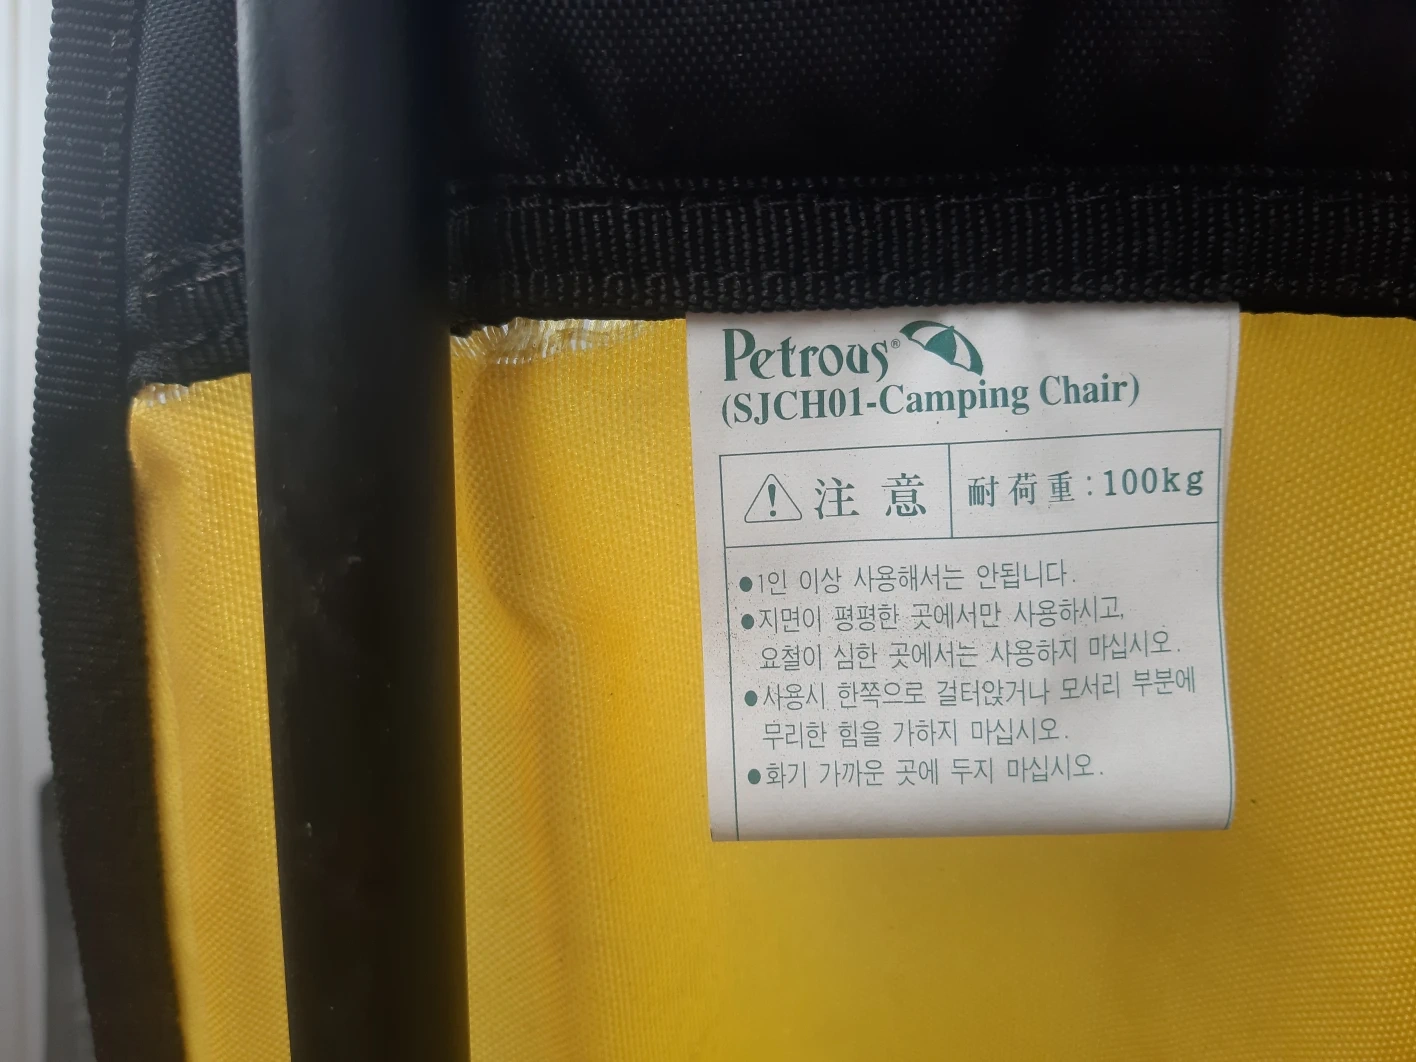 Petrous®
(SJCH01-Camping Chair)
注 意
耐荷重:100kg
●1인 이상 사용해서는 안됩니다.
●지면이 평평한 곳에서만 사용하시고,
요철이 심한 곳에서는 사용하지 마십시오.
●사용시 한쪽으로 걸터앉거나 모서리 부분에
무리한 힘을 가하지 마십시오.
●화기 가까운 곳에 두지 마십시오.